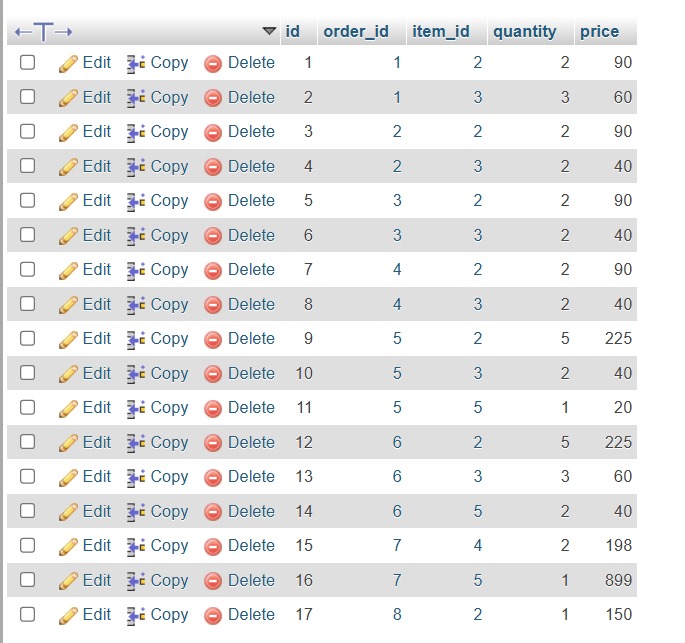 ←T→ id order_id item_id quantity price
Edit Copy Delete 1 1 2 2 90
Edit Copy Delete 2 1 3 3 60
Edit Copy Delete 3 2 2 2 90
Edit Copy Delete 4 2 3 2 40
Edit Copy Delete 5 3 2 2 90
Edit Copy Delete 6 3 3 2 40
Edit Copy Delete 7 4 2 2 90
Edit Copy Delete 8 4 3 2 40
Edit Copy Delete 9 5 2 5 225
Edit Copy Delete 10 5 3 2 40
Edit Copy Delete 11 5 5 1 20
Edit Copy Delete 12 6 2 5 225
Edit Copy Delete 13 6 3 3 60
Edit Copy Delete 14 6 5 2 40
Edit Copy Delete 15 7 4 2 198
Edit Copy Delete 16 7 5 1 899
Edit Copy Delete 17 8 2 1 150